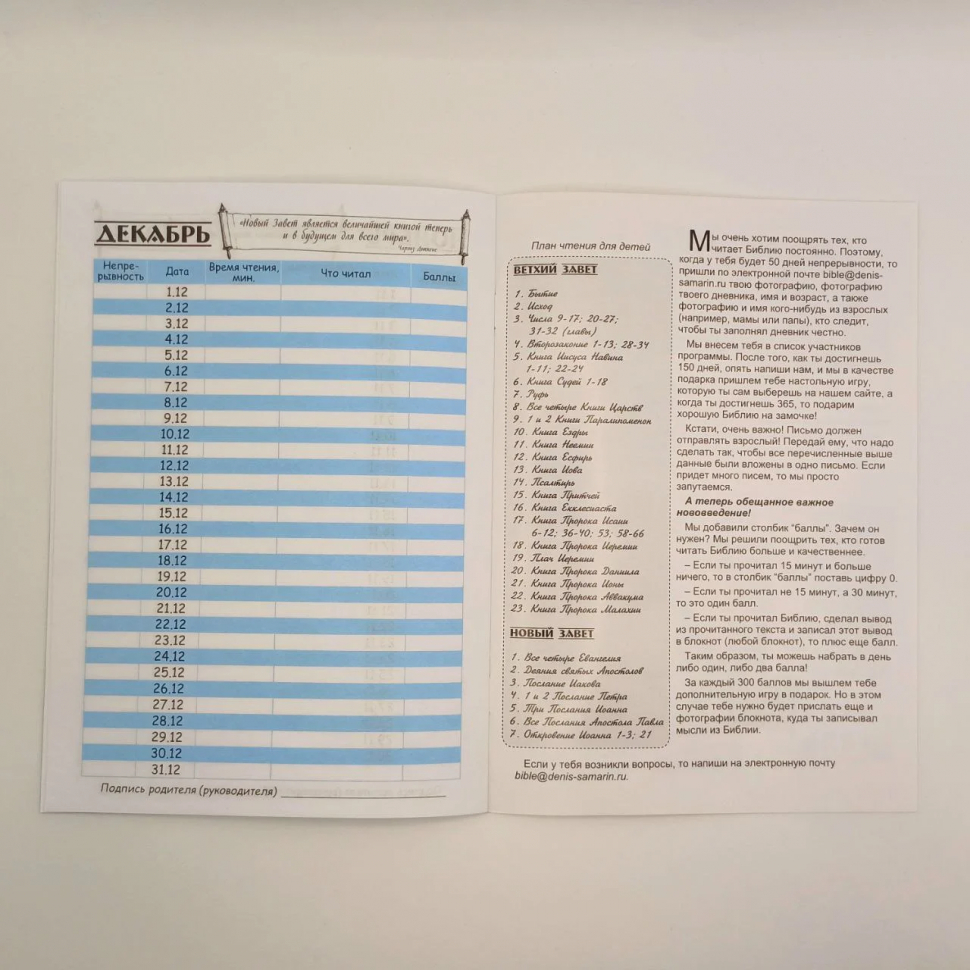 ДЕКАБРЬ
«Новый Завет является величайшей книгой теперь
и в будущем для всего мира».
Чарльз Диккенс
Непре-
рывность Дата Время чтения,
мин. Что читал Баллы
1.12
2.12
3.12
4.12
5.12
6.12
7.12
8.12
9.12
10.12
11.12
12.12
13.12
14.12
15.12
16.12
17.12
18.12
19.12
20.12
21.12
22.12
23.12
24.12
25.12
26.12
27.12
28.12
29.12
30.12
31.12
Подпись родителя (руководителя)
План чтения для детей
ВЕТХИЙ ЗАВЕТ
1. Бытие
2. Исход
3. Числа 9-17; 20-27;
31-32 (главы)
4. Второзаконие 1-13; 28-34
5. Книга Иисуса Навина
1-11; 22-24
6. Книга Судей 1-18
7. Руфь
8. Все четыре Книги Царств
9. 1 и 2 Книги Паралипоменон
10. Книга Ездры
11. Книга Неемии
12. Книга Есфирь
13. Книга Иова
14. Псалтирь
15. Книга Притчей
16. Книга Екклесиаста
17. Книга Пророка Исаии
6-12; 36-40; 53; 58-66
18. Книга Пророка Иеремии
19. Плач Иеремии
20. Книга Пророка Даниила
21. Книга Пророка Ионы
22. Книга Пророка Аввакума
23. Книга Пророка Малахии
НОВЫЙ ЗАВЕТ
1. Все четыре Евангелия
2. Деяния святых Апостолов
3. Послание Иакова
4. 1 и 2 Послание Петра
5. Три Послания Иоанна
6. Все Послания Апостола Павла
7. Откровение Иоанна 1-3; 21
Мы очень хотим поощрять тех, кто
читает Библию постоянно. Поэтому,
когда у тебя будет 50 дней непрерывности, то
пришли по электронной почте bible@denis-
samarin.ru твою фотографию, фотографию
твоего дневника, имя и возраст, а также
фотографию и имя кого-нибудь из взрослых
(например, мамы или папы), кто следит,
чтобы ты заполнял дневник честно.
Мы внесем тебя в список участников
программы. После того, как ты достигнешь
150 дней, опять напиши нам, и мы в качестве
подарка пришлем тебе настольную игру,
которую ты сам выберешь на нашем сайте, а
когда ты достигнешь 365, то подарим
хорошую Библию на замочке!
Кстати, очень важно! Письмо должен
отправлять взрослый! Передай ему, что надо
сделать так, чтобы все перечисленные выше
данные были вложены в одно письмо. Если
придет много писем, то мы просто
запутаемся.
А теперь обещанное важное
нововведение!
Мы добавили столбик "баллы". Зачем он
нужен? Мы решили поощрить тех, кто готов
читать Библию больше и качественнее.
– Если ты прочитал 15 минут и больше
ничего, то в столбик "баллы" поставь цифру 0.
– Если ты прочитал не 15 минут, а 30 минут,
то это один балл.
– Если ты прочитал Библию, сделал вывод
из прочитанного текста и записал этот вывод
в блокнот (любой блокнот), то плюс еще балл.
Таким образом, ты можешь набрать в день
либо один, либо два балла!
За каждый 300 баллов мы вышлем тебе
дополнительную игру в подарок. Но в этом
случае тебе нужно будет прислать еще и
фотографии блокнота, куда ты записывал
мысли из Библии.
Если у тебя возникли вопросы, то напиши на электронную почту
bible@denis-samarin.ru.